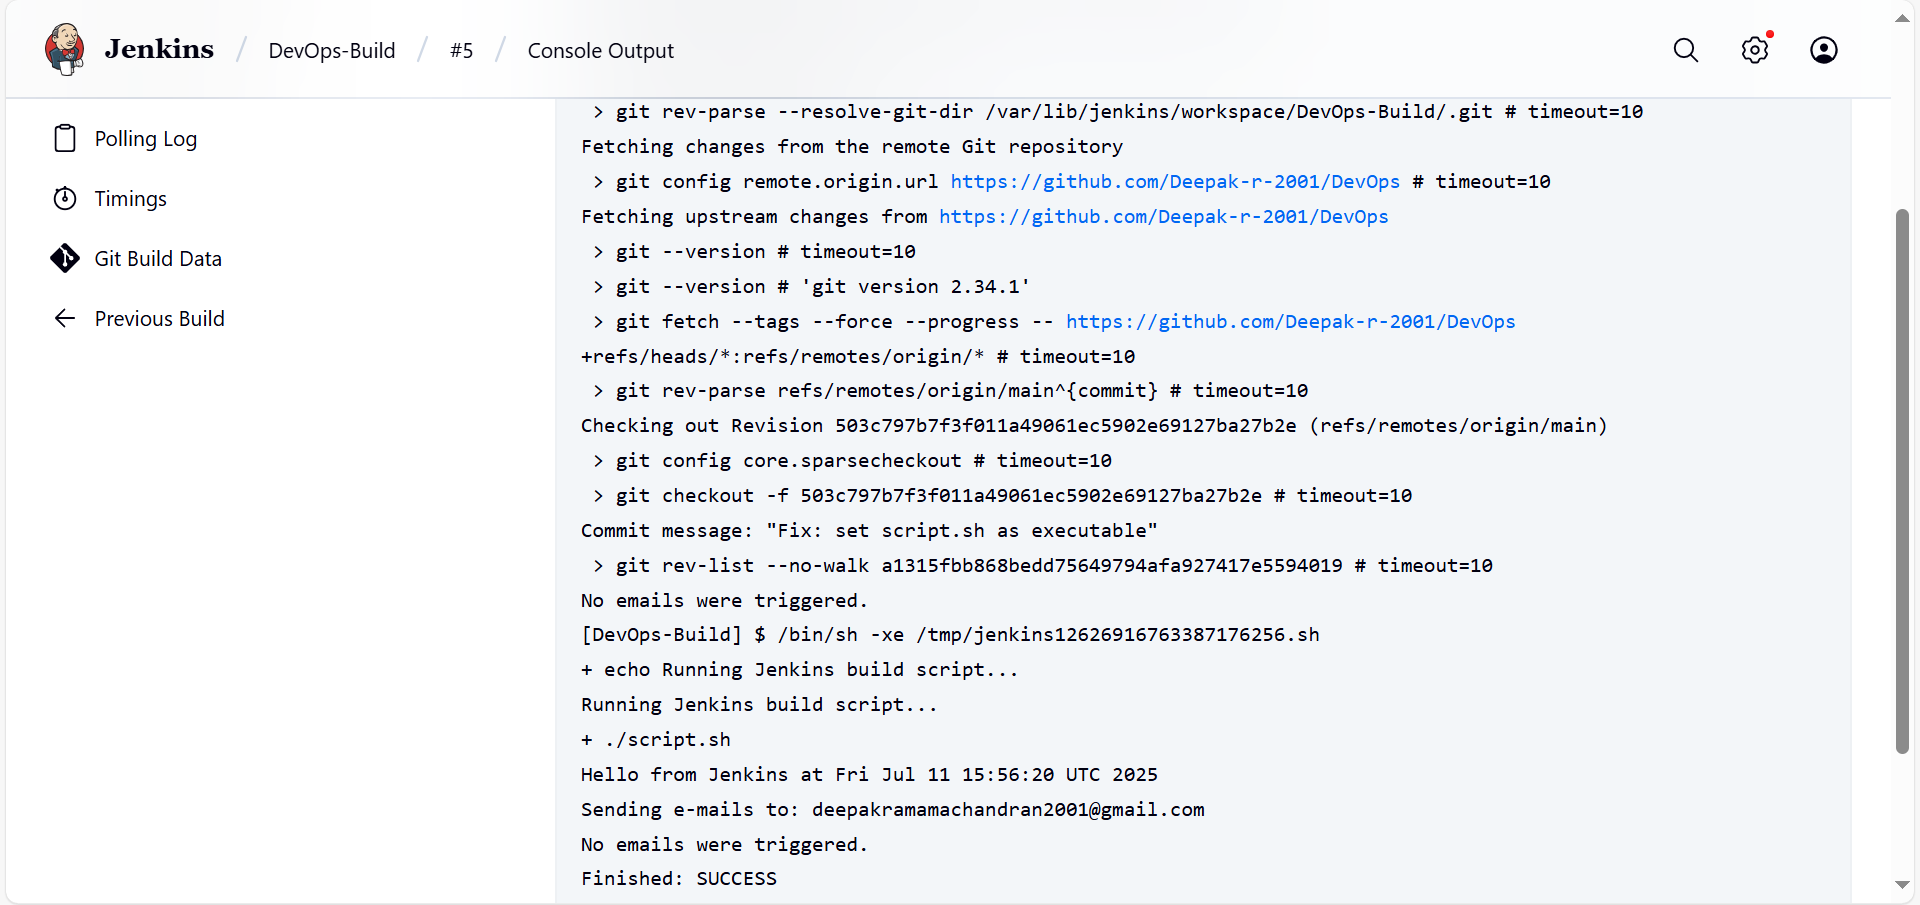 Jenkins / DevOps-Build / #5 / Console Output
Polling Log
Timings
Git Build Data
Previous Build
> git rev-parse --resolve-git-dir /var/lib/jenkins/workspace/DevOps-Build/.git # timeout=10
Fetching changes from the remote Git repository
> git config remote.origin.url https://github.com/Deepak-r-2001/DevOps # timeout=10
Fetching upstream changes from https://github.com/Deepak-r-2001/DevOps
> git --version # timeout=10
> git --version # 'git version 2.34.1'
> git fetch --tags --force --progress -- https://github.com/Deepak-r-2001/DevOps
+refs/heads/*:refs/remotes/origin/* # timeout=10
> git rev-parse refs/remotes/origin/main^{commit} # timeout=10
Checking out Revision 503c797b7f3f011a49061ec5902e69127ba27b2e (refs/remotes/origin/main)
> git config core.sparsecheckout # timeout=10
> git checkout -f 503c797b7f3f011a49061ec5902e69127ba27b2e # timeout=10
Commit message: "Fix: set script.sh as executable"
> git rev-list --no-walk a1315fbb868bedd75649794afa927417e5594019 # timeout=10
No emails were triggered.
[DevOps-Build] $ /bin/sh -xe /tmp/jenkins12626916763387176256.sh
+ echo Running Jenkins build script...
Running Jenkins build script...
+ ./script.sh
Hello from Jenkins at Fri Jul 11 15:56:20 UTC 2025
Sending e-mails to: deepakramamachandran2001@gmail.com
No emails were triggered.
Finished: SUCCESS